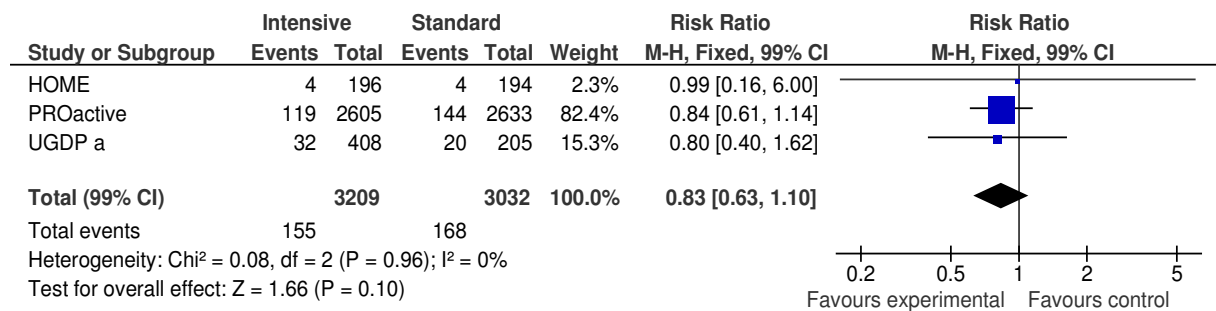 Intensive Standard Risk Ratio Risk Ratio
Study or Subgroup Events Total Events Total Weight M-H, Fixed, 99% CI M-H, Fixed, 99% CI
HOME 4 196 4 194 2.3% 0.99 [0.16, 6.00]
PROactive 119 2605 144 2633 82.4% 0.84 [0.61, 1.14]
UGDP a 32 408 20 205 15.3% 0.80 [0.40, 1.62]
Total (99% CI) 3209 3032 100.0% 0.83 [0.63, 1.10]
Total events 155 168
Heterogeneity: Chi² = 0.08, df = 2 (P = 0.96); I² = 0%
Test for overall effect: Z = 1.66 (P = 0.10)
0.2 0.5 1 2 5
Favours experimental Favours control